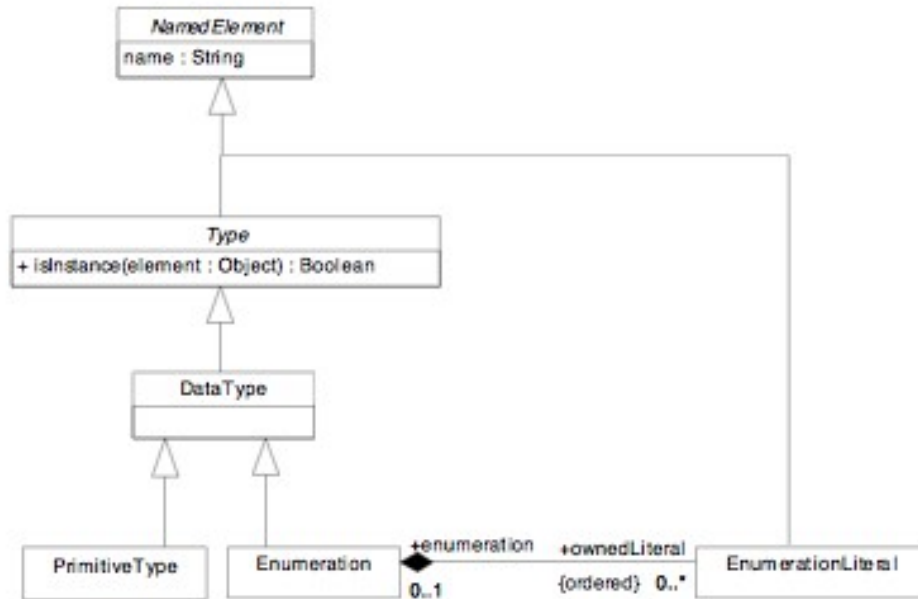 NamedElement
name : String
Type
+ isInstance(element : Object) : Boolean
DataType
PrimitiveType
Enumeration
+enumeration
0..1
+ownedLiteral
{ordered} 0..*
EnumerationLiteral